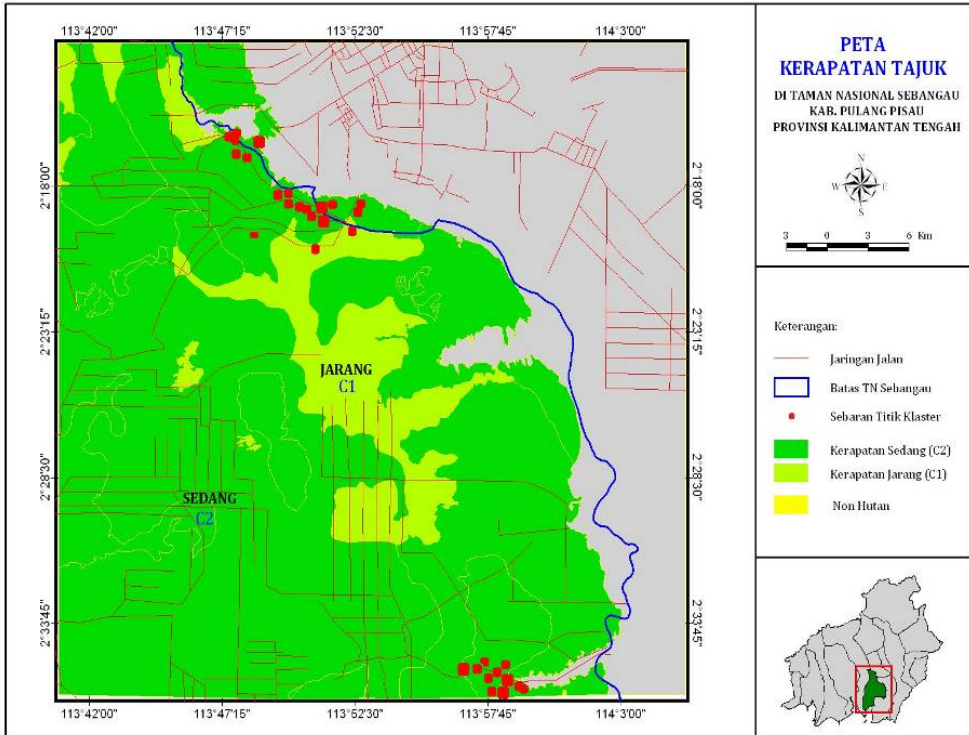 113°42'00"
113°47'15"
113°52'30"
113°57'45"
114°3'00"
2°18'00"
2°23'15"
2°28'30"
2°33'45"
2°18'00"
2°23'15"
2°28'30"
2°33'45"
JARANG
C1
SEDANG
C2
113°42'00"
113°47'15"
113°52'30"
113°57'45"
114°3'00"
PETA
KERAPATAN TAJUK
DI TAMAN NASIONAL SEBANGAU
KAB. PULANG PISAU
PROVINSI KALIMANTAN TENGAH
N
W E
S
3 0 3 6 Km
Keterangan:
Jaringan Jalan
Batas TN Sebangau
Sebaran Titik Klaster
Kerapatan Sedang (C2)
Kerapatan Jarang (C1)
Non Hutan